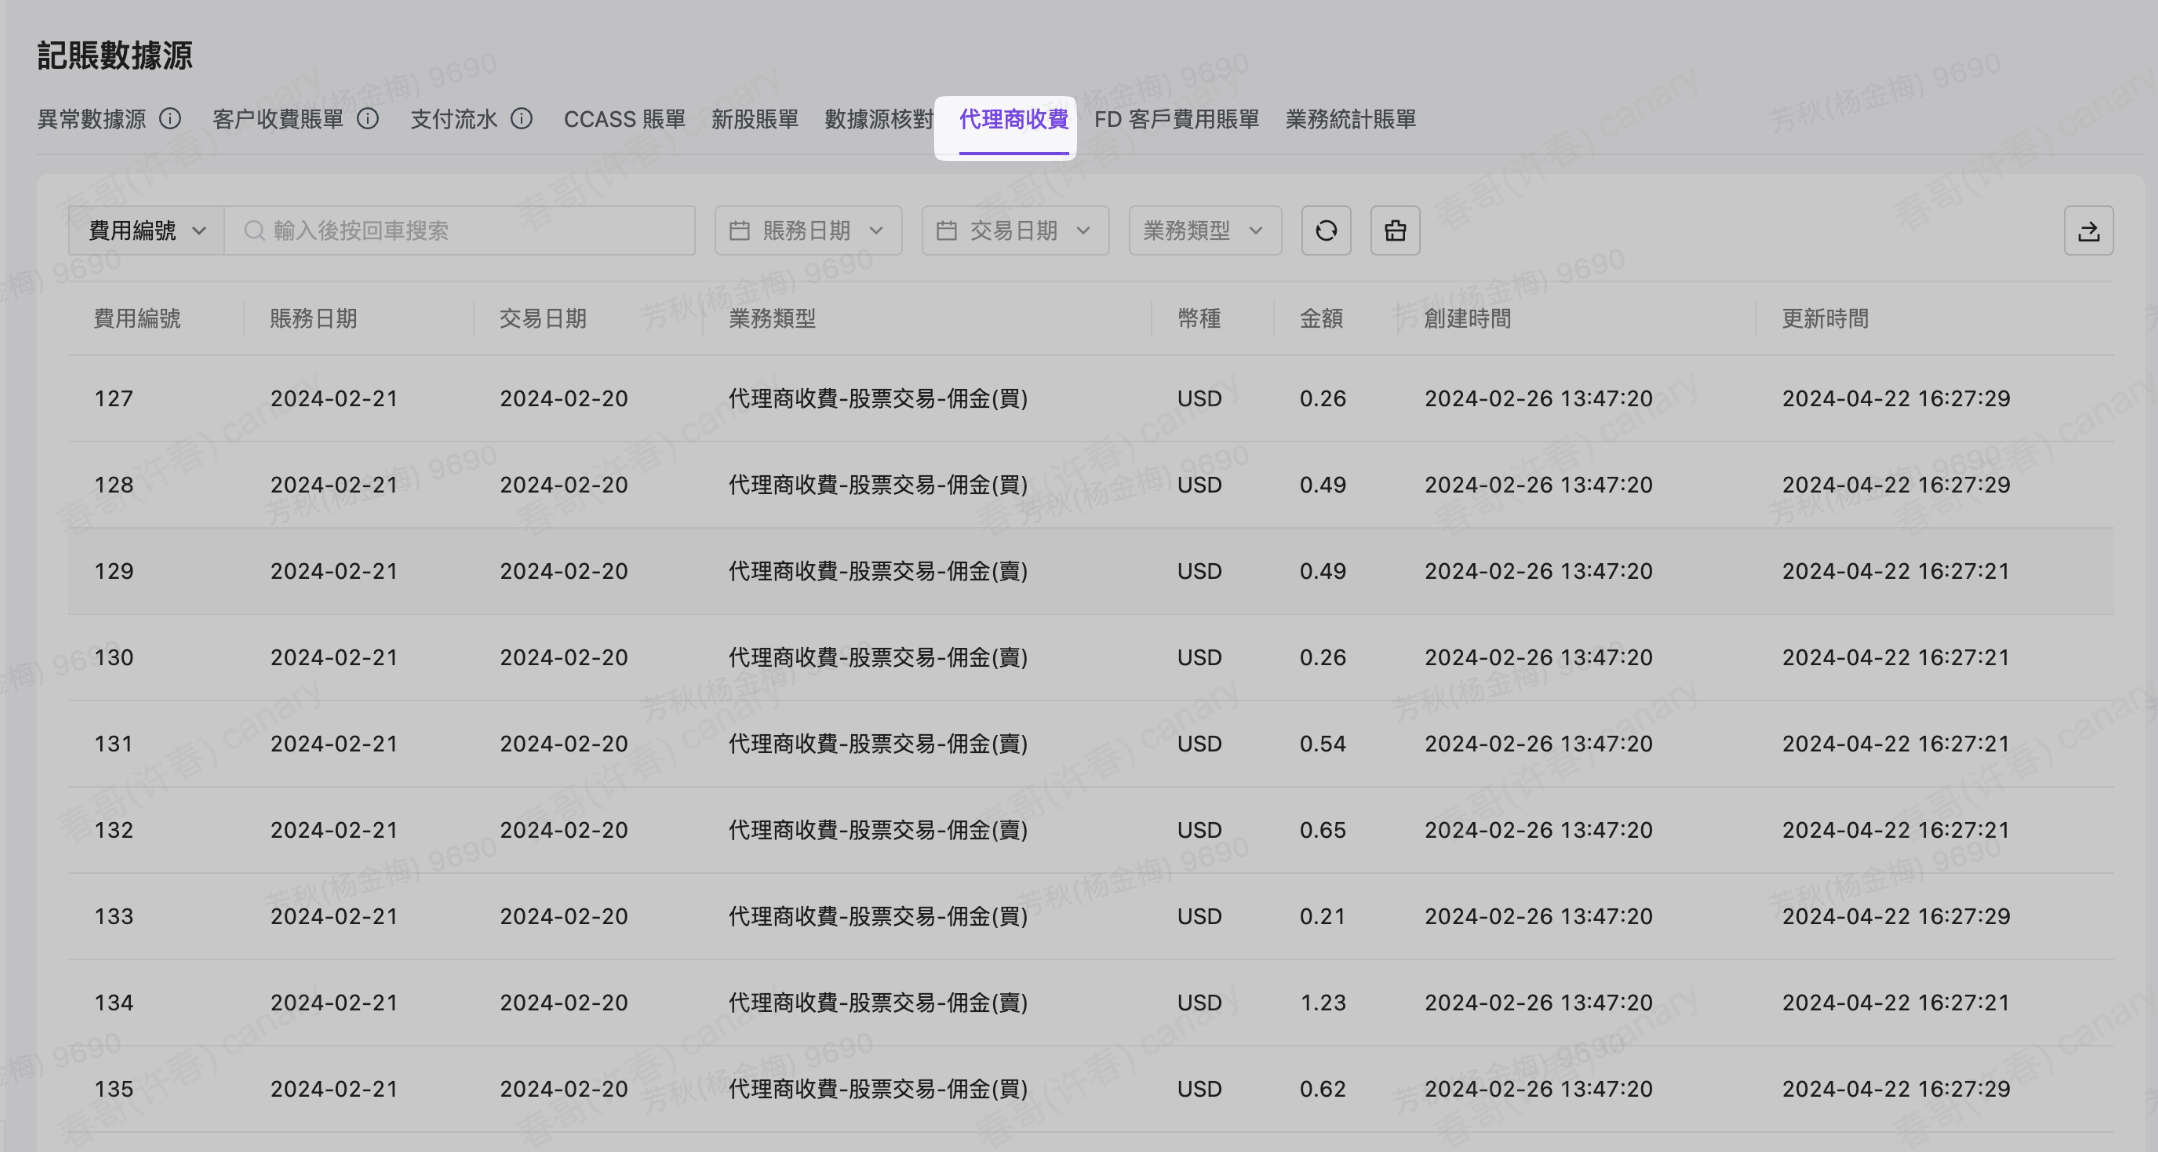 記賬數據源
異常數據源 客户收費賬單 支付流水 CCASS 賬單 新股賬單 數據源核對 代理商收費 FD 客戶費用賬單 業務統計賬單
費用編號 輸入後按回車搜索 賬務日期 交易日期 業務類型
費用編號 賬務日期 交易日期 業務類型 幣種 金額 創建時間 更新時間
127 2024-02-21 2024-02-20 代理商收費-股票交易-佣金(買) USD 0.26 2024-02-26 13:47:20 2024-04-22 16:27:29
128 2024-02-21 2024-02-20 代理商收費-股票交易-佣金(買) USD 0.49 2024-02-26 13:47:20 2024-04-22 16:27:29
129 2024-02-21 2024-02-20 代理商收費-股票交易-佣金(賣) USD 0.49 2024-02-26 13:47:20 2024-04-22 16:27:21
130 2024-02-21 2024-02-20 代理商收費-股票交易-佣金(賣) USD 0.26 2024-02-26 13:47:20 2024-04-22 16:27:21
131 2024-02-21 2024-02-20 代理商收費-股票交易-佣金(賣) USD 0.54 2024-02-26 13:47:20 2024-04-22 16:27:21
132 2024-02-21 2024-02-20 代理商收費-股票交易-佣金(賣) USD 0.65 2024-02-26 13:47:20 2024-04-22 16:27:21
133 2024-02-21 2024-02-20 代理商收費-股票交易-佣金(買) USD 0.21 2024-02-26 13:47:20 2024-04-22 16:27:29
134 2024-02-21 2024-02-20 代理商收費-股票交易-佣金(賣) USD 1.23 2024-02-26 13:47:20 2024-04-22 16:27:21
135 2024-02-21 2024-02-20 代理商收費-股票交易-佣金(買) USD 0.62 2024-02-26 13:47:20 2024-04-22 16:27:29
春哥(许春) canary
芳秋(杨金梅) 9690